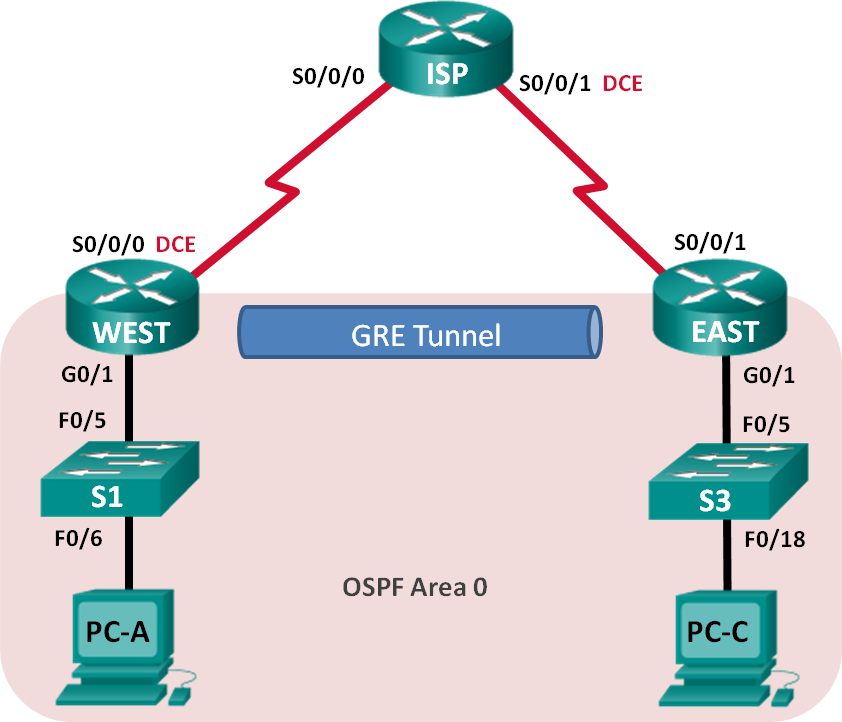 ISP
S0/0/0
S0/0/1 DCE
S0/0/0 DCE
S0/0/1
WEST
GRE Tunnel
EAST
G0/1
G0/1
F0/5
F0/5
S1
S3
F0/6
F0/18
OSPF Area 0
PC-A
PC-C